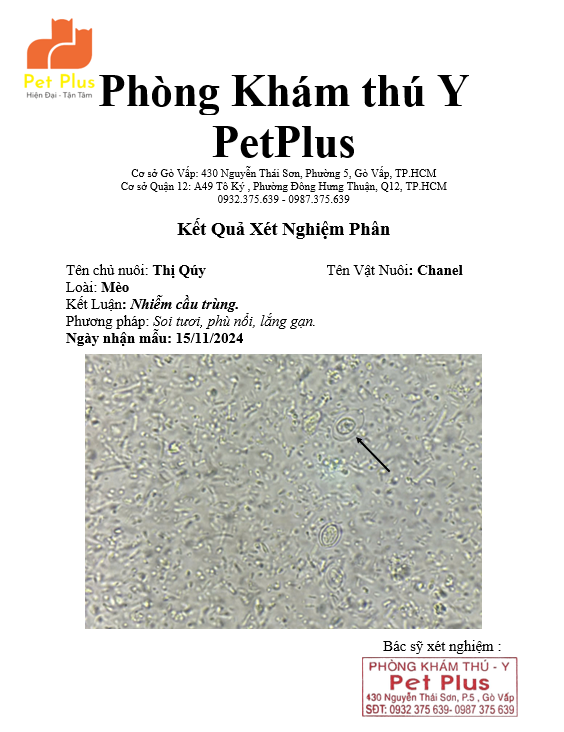 Pet Plus
Hiện Đại - Tận Tâm
Phòng Khám thú Y
PetPlus
Cơ sở Gò Vấp: 430 Nguyễn Thái Sơn, Phường 5, Gò Vấp, TP.HCM
Cơ sở Quận 12: A49 Tô Ký , Phường Đông Hưng Thuận, Q12, TP.HCM
0932.375.639 - 0987.375.639
Kết Quả Xét Nghiệm Phân
Tên chủ nuôi: Thị Qúy Tên Vật Nuôi: Chanel
Loài: Mèo
Kết Luận: Nhiễm cầu trùng.
Phương pháp: Soi tươi, phù nổi, lắng gạn.
Ngày nhận mẫu: 15/11/2024
Bác sỹ xét nghiệm :
PHÒNG KHÁM THÚ - Y
Pet Plus
430 Nguyễn Thái Sơn, P.5 , Gò Vấp
SĐT: 0932 375 639- 0987 375 639